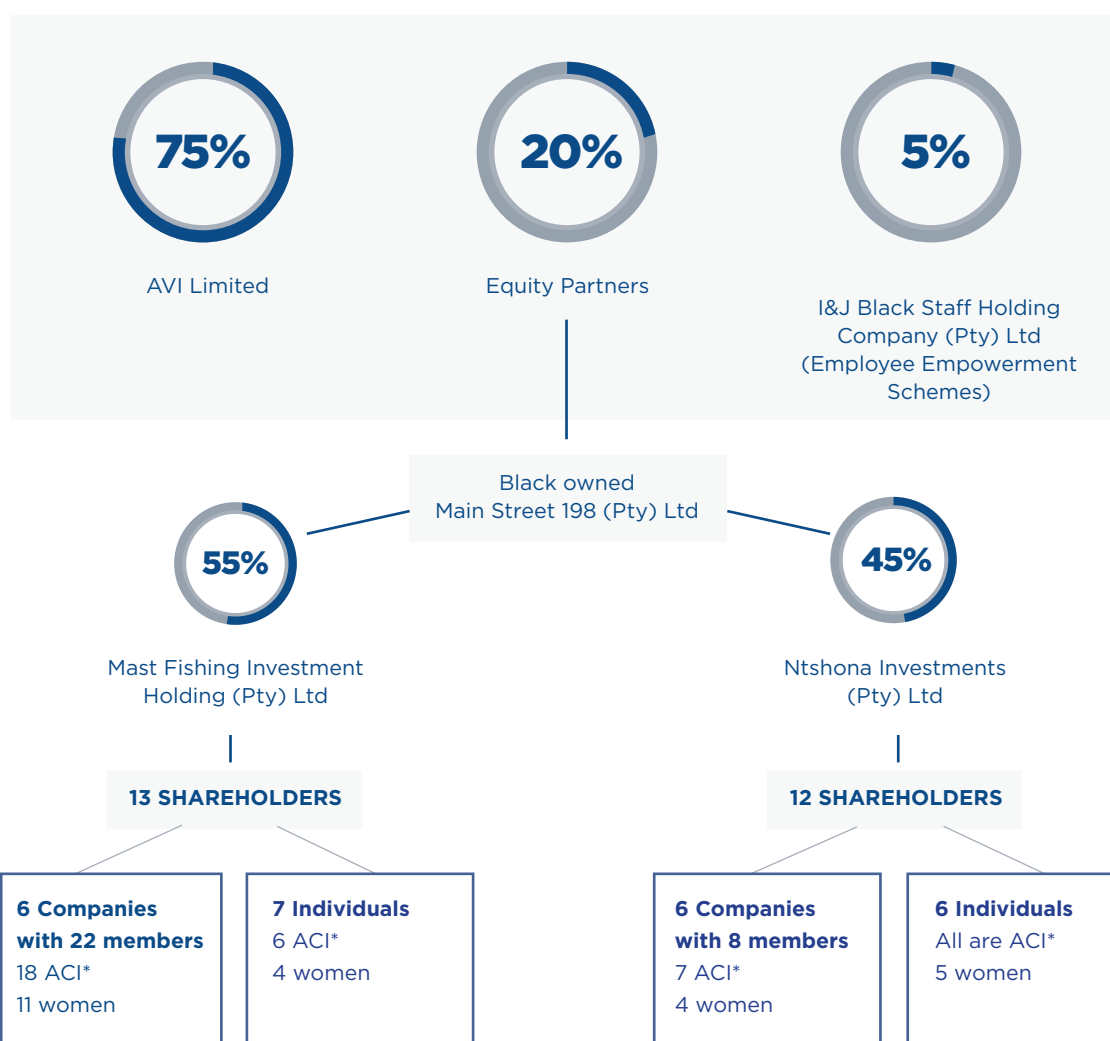 75%
20%
5%
AVI Limited
Equity Partners
I&J Black Staff Holding
Company (Pty) Ltd
(Employee Empowerment
Schemes)
Black owned
Main Street 198 (Pty) Ltd
55%
45%
Mast Fishing Investment
Holding (Pty) Ltd
Ntshona Investments
(Pty) Ltd
13 SHAREHOLDERS
12 SHAREHOLDERS
6 Companies
with 22 members
18 ACI*
11 women
7 Individuals
6 ACI*
4 women
6 Companies
with 8 members
7 ACI*
4 women
6 Individuals
All are ACI*
5 women